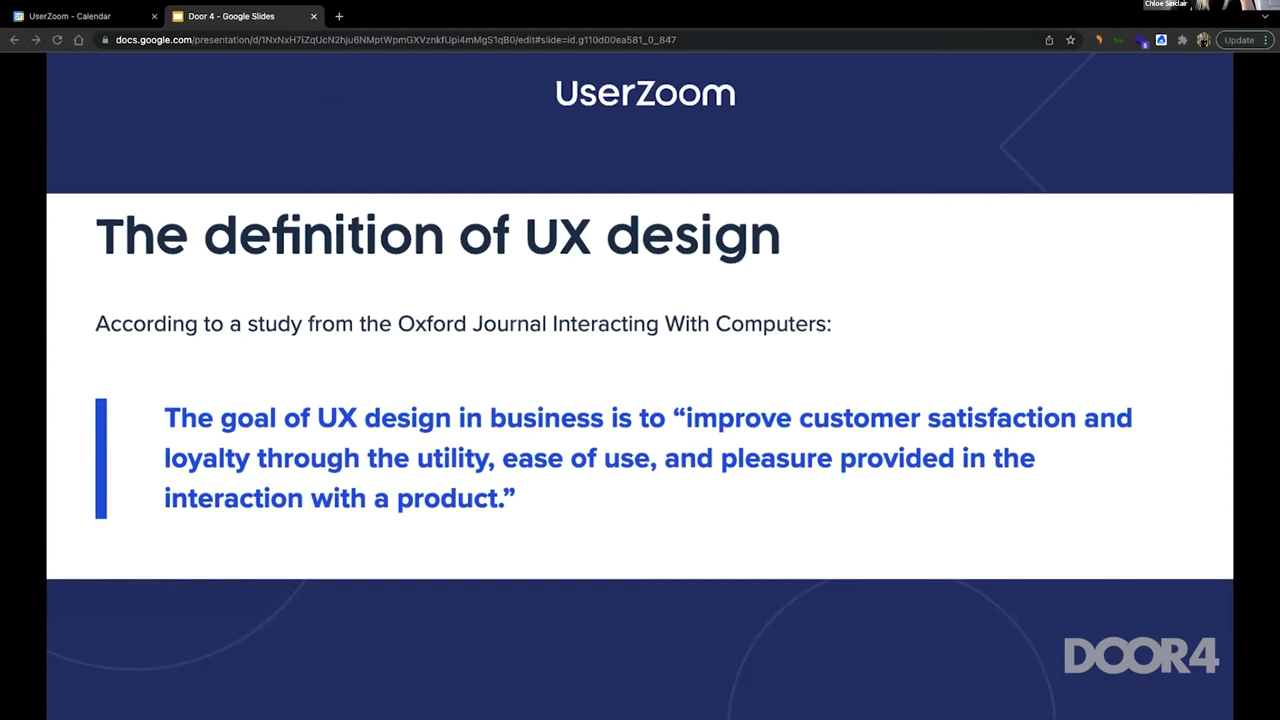 Chloe Sinclair
UserZoom - Calendar
Door 4 - Google Slides
docs.google.com/presentation/d/1NxNxH7iZqUcN2hju6NMptWpmGXVznkfUpi4mMgS1qB0/edit#slide=id.g110d00ea581_0_847
Update
UserZoom
The definition of UX design
According to a study from the Oxford Journal Interacting With Computers:
The goal of UX design in business is to “improve customer satisfaction and
loyalty through the utility, ease of use, and pleasure provided in the
interaction with a product.”
DOOR4